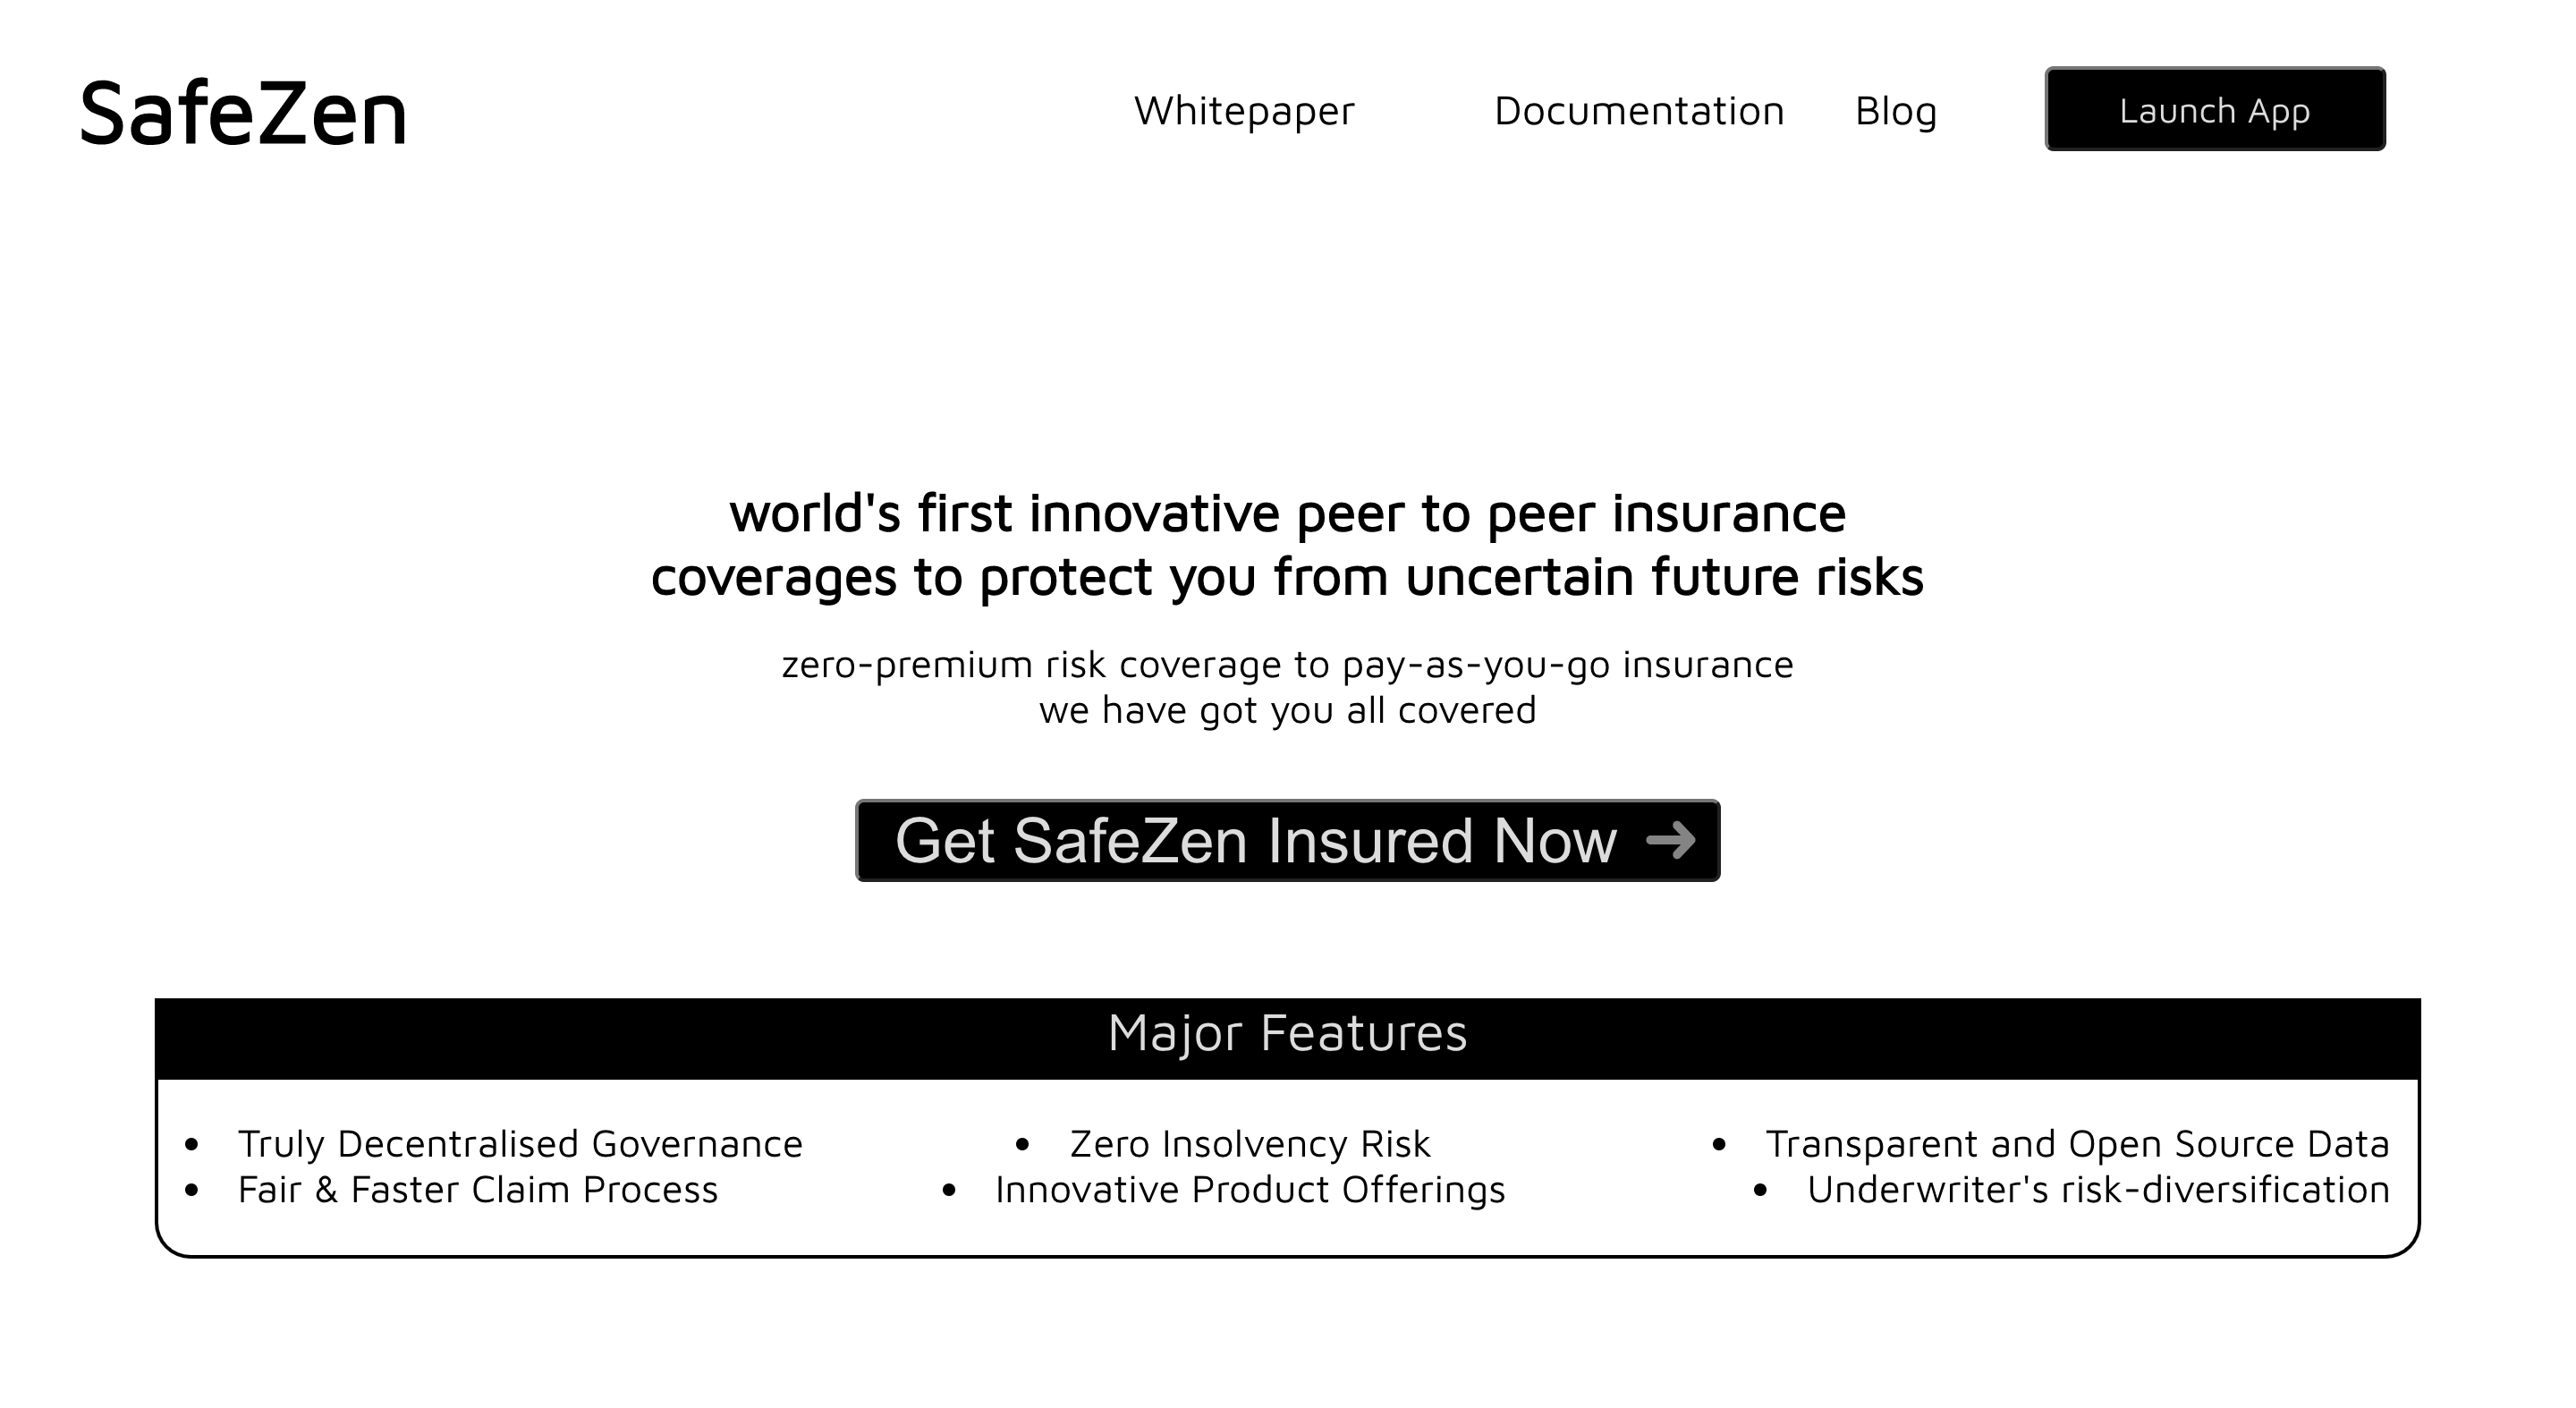 SafeZen
Whitepaper
Documentation
Blog
Launch App
world's first innovative peer to peer insurance
coverages to protect you from uncertain future risks
zero-premium risk coverage to pay-as-you-go insurance
we have got you all covered
Get SafeZen Insured Now ➜
Major Features
• Truly Decentralised Governance
• Fair & Faster Claim Process
• Zero Insolvency Risk
• Innovative Product Offerings
• Transparent and Open Source Data
• Underwriter's risk-diversification